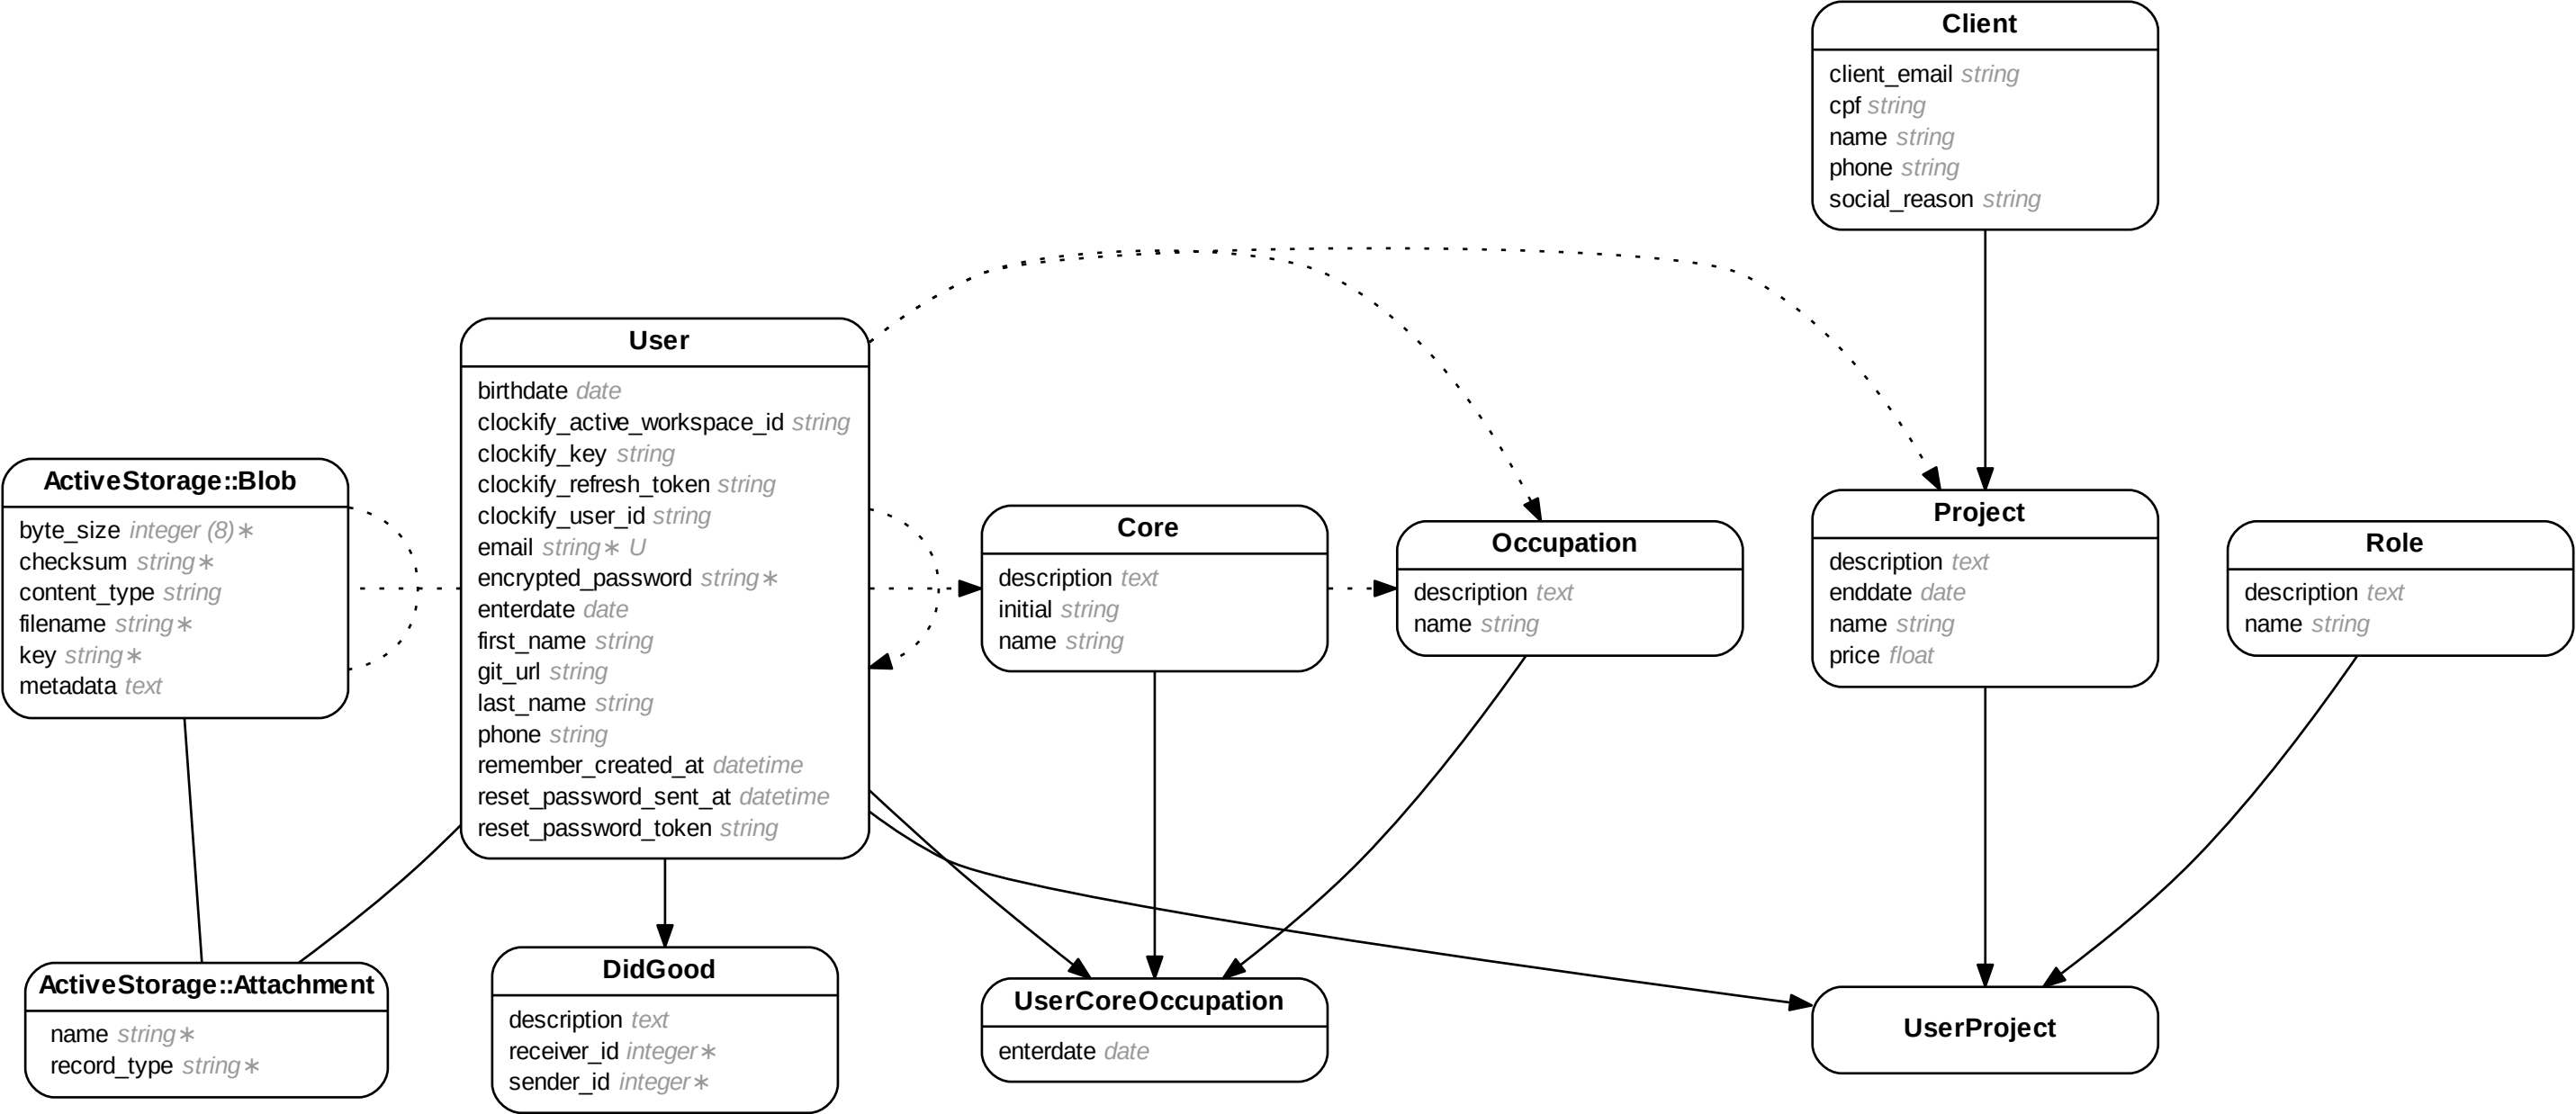 Client
client_email string
cpf string
name string
phone string
social_reason string
User
birthdate date
clockify_active_workspace_id string
clockify_key string
clockify_refresh_token string
clockify_user_id string
email string∗ U
encrypted_password string∗
enterdate date
first_name string
git_url string
last_name string
phone string
remember_created_at datetime
reset_password_sent_at datetime
reset_password_token string
ActiveStorage::Blob
byte_size integer (8)∗
checksum string∗
content_type string
filename string∗
key string∗
metadata text
Core
description text
initial string
name string
Occupation
description text
name string
Project
description text
enddate date
name string
price float
Role
description text
name string
ActiveStorage::Attachment
name string∗
record_type string∗
DidGood
description text
receiver_id integer∗
sender_id integer∗
UserCoreOccupation
enterdate date
UserProject